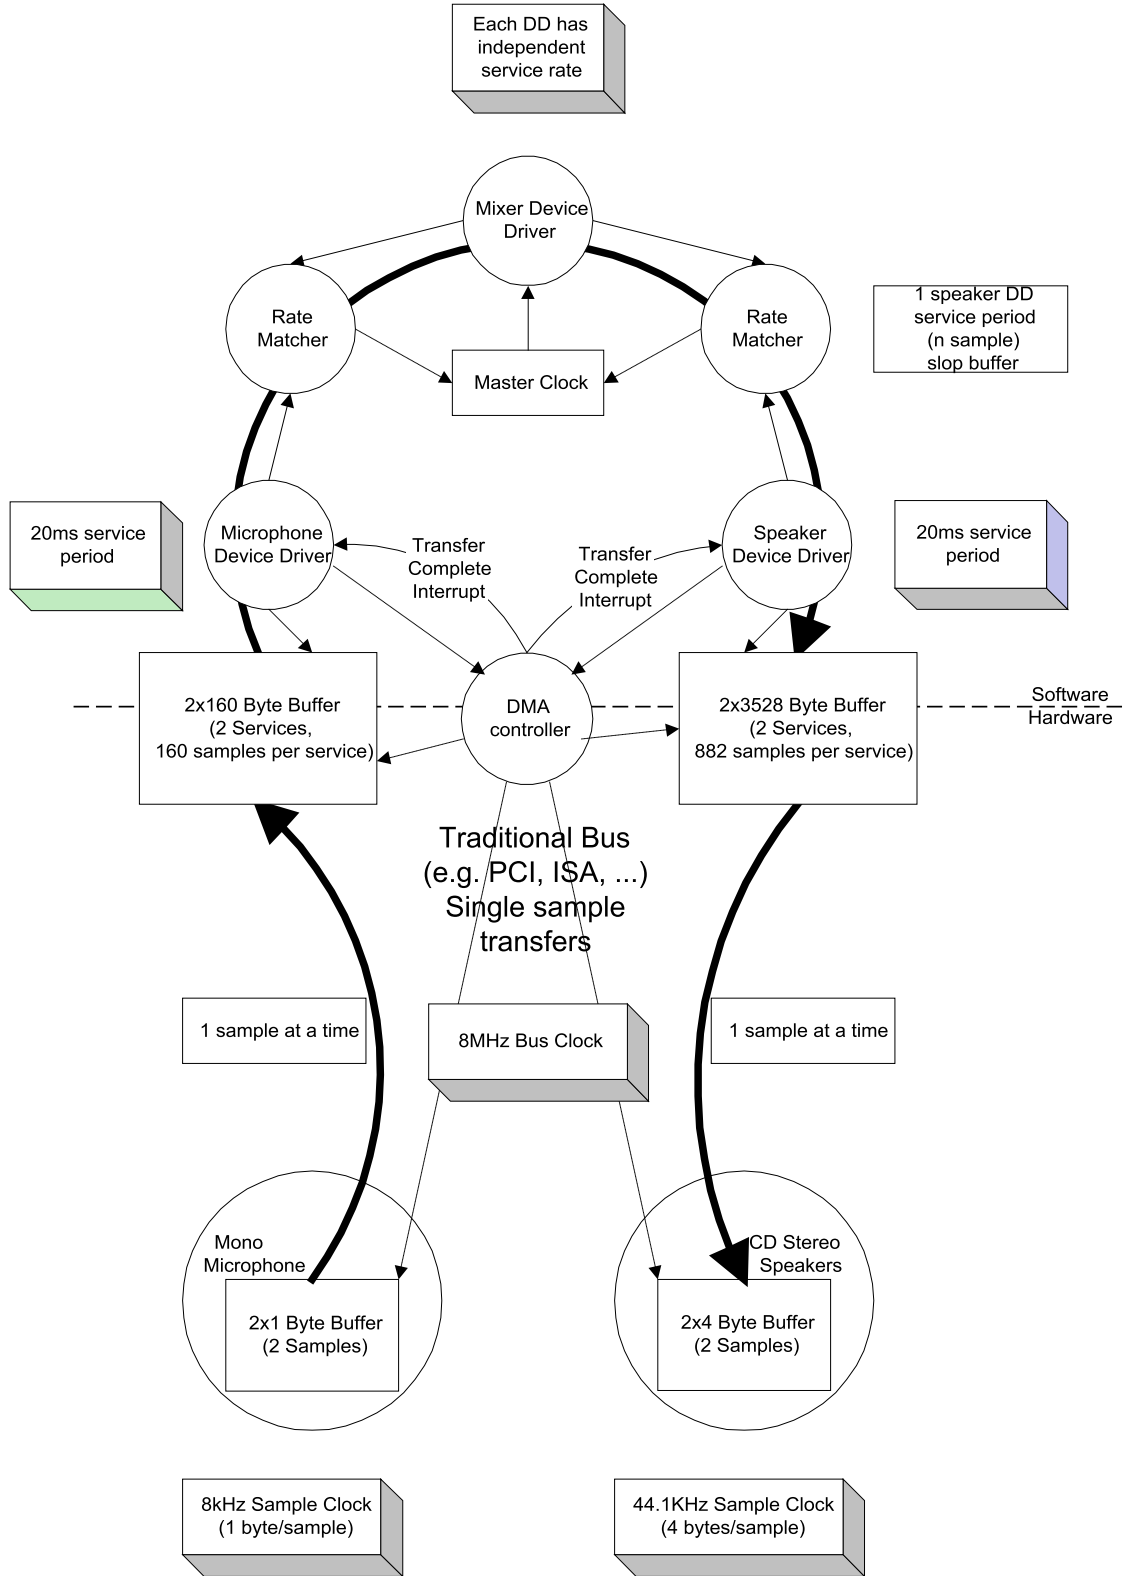 Each DD has
independent
service rate
Mixer Device
Driver
Rate
Matcher
Rate
Matcher
1 speaker DD
service period
(n sample)
slop buffer
Master Clock
20ms service
period
Microphone
Device Driver
Transfer
Complete
Interrupt
Transfer
Complete
Interrupt
Speaker
Device Driver
20ms service
period
2x160 Byte Buffer
(2 Services,
160 samples per service)
DMA
controller
2x3528 Byte Buffer
(2 Services,
882 samples per service)
Software
Hardware
Traditional Bus
(e.g. PCI, ISA, ...)
Single sample
transfers
1 sample at a time
8MHz Bus Clock
1 sample at a time
Mono
Microphone
2x1 Byte Buffer
(2 Samples)
CD Stereo
Speakers
2x4 Byte Buffer
(2 Samples)
8kHz Sample Clock
(1 byte/sample)
44.1KHz Sample Clock
(4 bytes/sample)